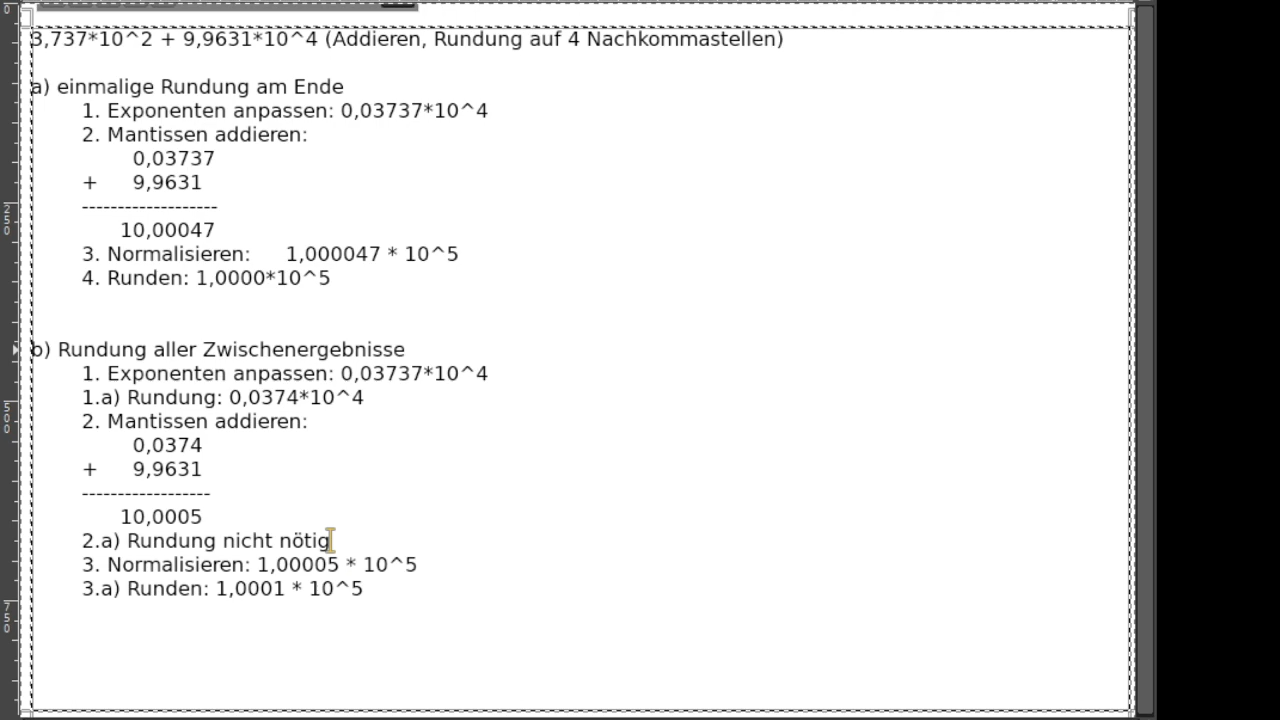 3,737*10^2 + 9,9631*10^4 (Addieren, Rundung auf 4 Nachkommastellen)
a) einmalige Rundung am Ende
1. Exponenten anpassen: 0,03737*10^4
2. Mantissen addieren:
0,03737
+ 9,9631
-------------------
10,00047
3. Normalisieren: 1,000047 * 10^5
4. Runden: 1,0000*10^5
b) Rundung aller Zwischenergebnisse
1. Exponenten anpassen: 0,03737*10^4
1.a) Rundung: 0,0374*10^4
2. Mantissen addieren:
0,0374
+ 9,9631
------------------
10,0005
2.a) Rundung nicht nötig
3. Normalisieren: 1,00005 * 10^5
3.a) Runden: 1,0001 * 10^5
0
250
500
750